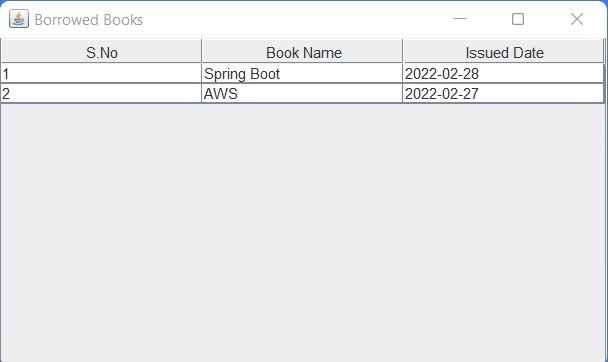 Borrowed Books
S.No Book Name Issued Date
1 Spring Boot 2022-02-28
2 AWS 2022-02-27